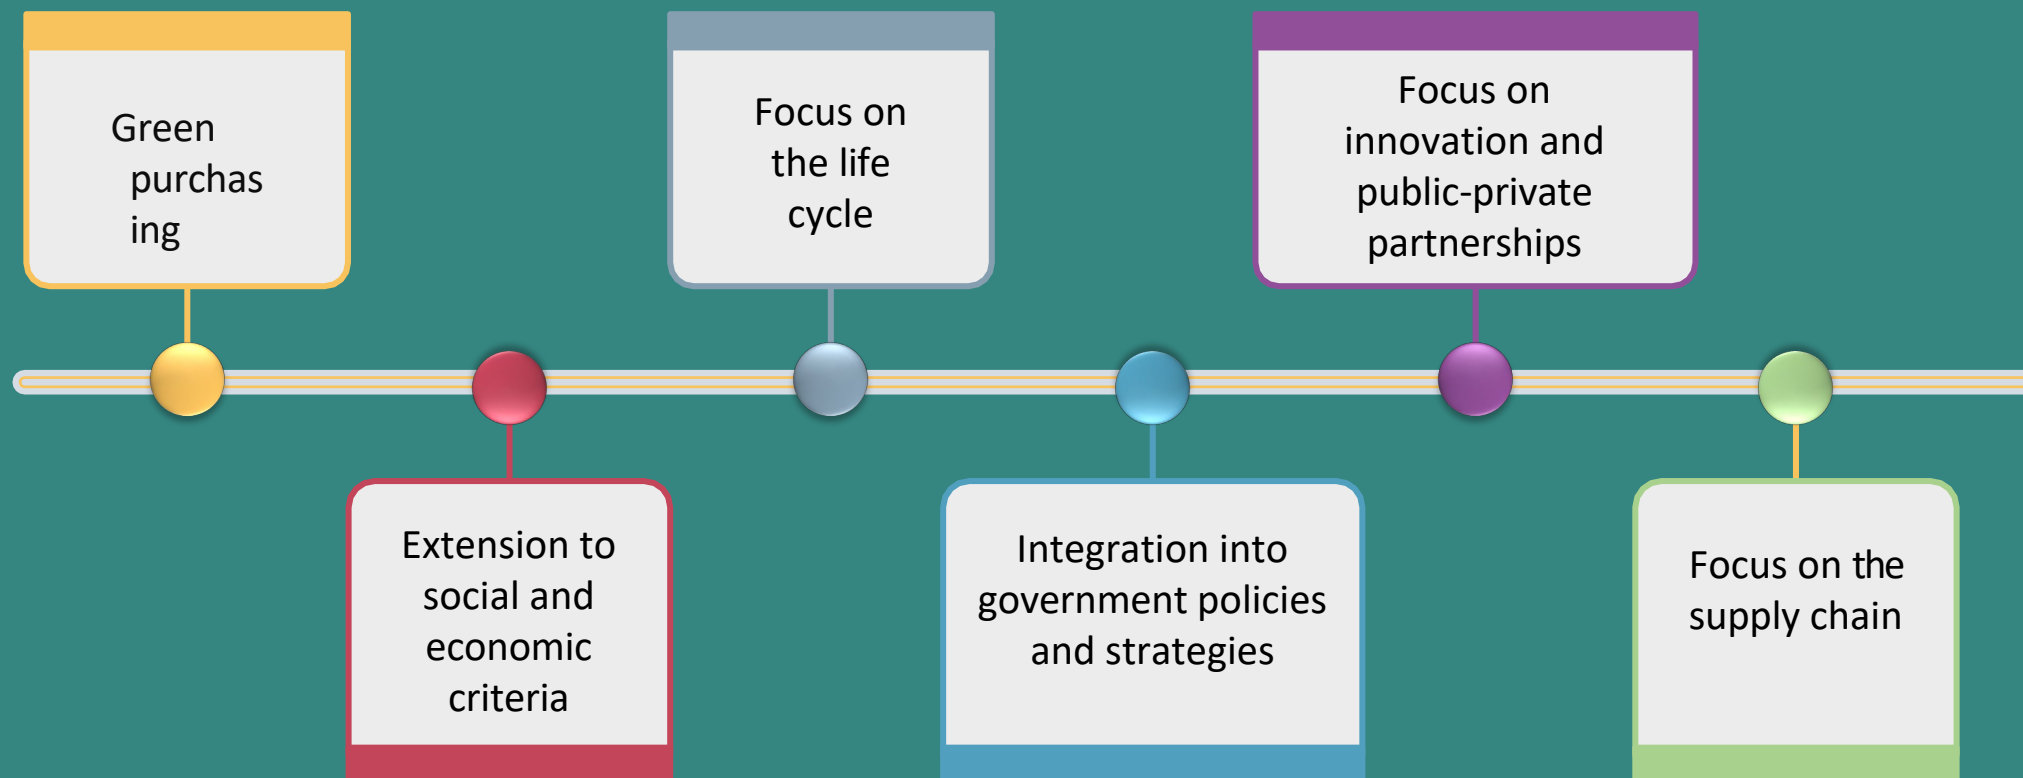 Green
purchas
ing
Extension to
social and
economic
criteria
Focus on
the life
cycle
Integration into
government policies
and strategies
Focus on
innovation and
public-private
partnerships
Focus on the
supply chain